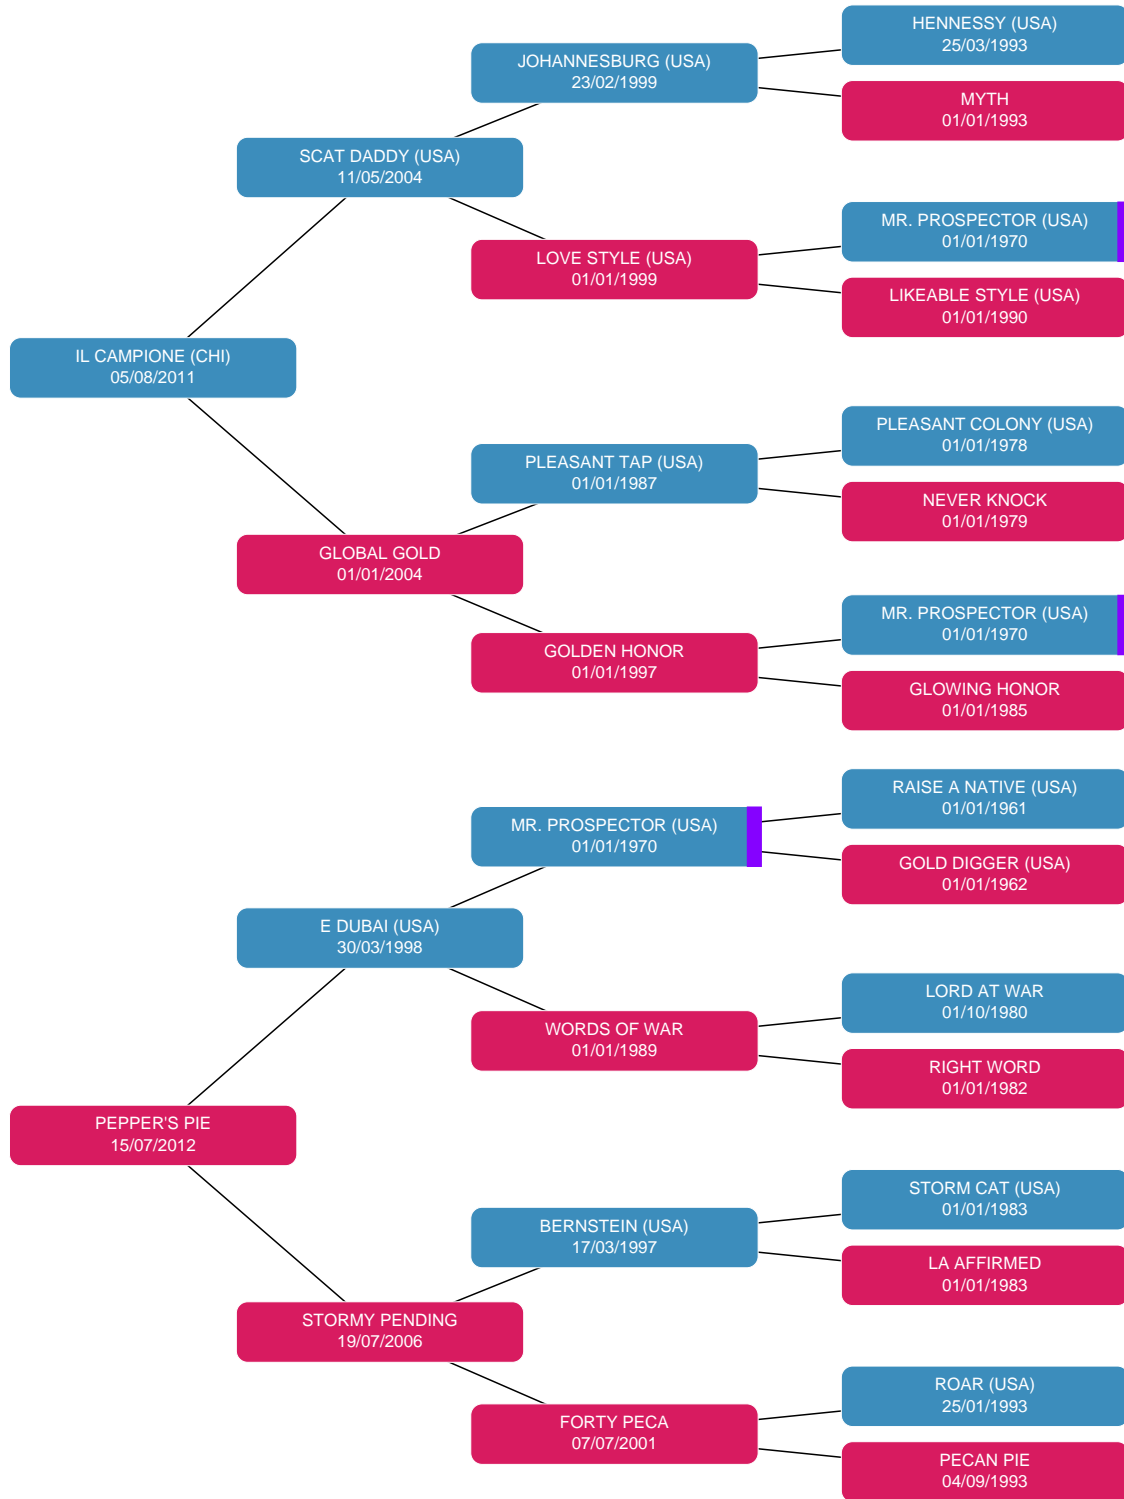 HENNESSY (USA)
25/03/1993
JOHANNESBURG (USA)
23/02/1999
MYTH
01/01/1993
SCAT DADDY (USA)
11/05/2004
MR. PROSPECTOR (USA)
01/01/1970
LOVE STYLE (USA)
01/01/1999
LIKEABLE STYLE (USA)
01/01/1990
IL CAMPIONE (CHI)
05/08/2011
PLEASANT COLONY (USA)
01/01/1978
PLEASANT TAP (USA)
01/01/1987
NEVER KNOCK
01/01/1979
GLOBAL GOLD
01/01/2004
MR. PROSPECTOR (USA)
01/01/1970
GOLDEN HONOR
01/01/1997
GLOWING HONOR
01/01/1985
RAISE A NATIVE (USA)
01/01/1961
MR. PROSPECTOR (USA)
01/01/1970
GOLD DIGGER (USA)
01/01/1962
E DUBAI (USA)
30/03/1998
LORD AT WAR
01/10/1980
WORDS OF WAR
01/01/1989
RIGHT WORD
01/01/1982
PEPPER'S PIE
15/07/2012
STORM CAT (USA)
01/01/1983
BERNSTEIN (USA)
17/03/1997
LA AFFIRMED
01/01/1983
STORMY PENDING
19/07/2006
ROAR (USA)
25/01/1993
FORTY PECA
07/07/2001
PECAN PIE
04/09/1993